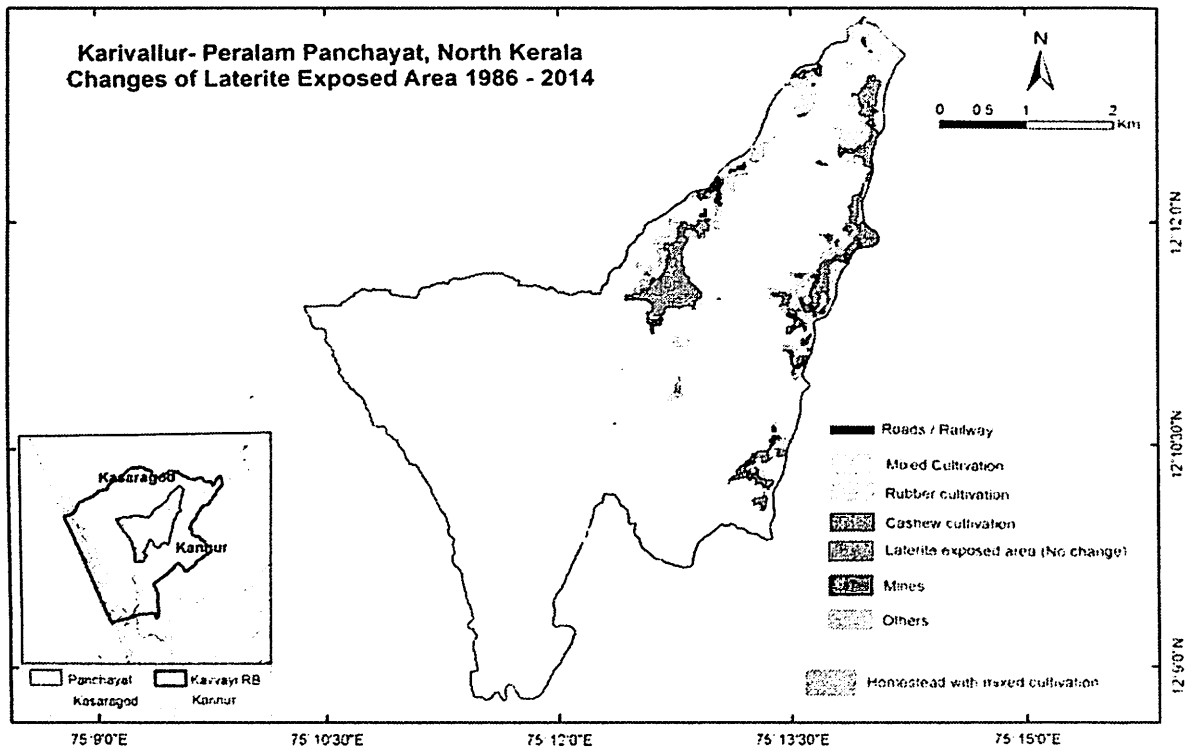 Karivallur- Peralam Panchayat, North Kerala
Changes of Laterite Exposed Area 1986 - 2014
N
0 0 5 1 2
Km
12°12'0"N
12°10'30"N
12°9'0"N
Roads / Railway
Mixed Cultivation
Rubber cultivation
Cashew cultivation
Laterite exposed area (No change)
Mines
Others
Homestead with mixed cultivation
Kasaragod
Kannur
Panchayat Kavvayi RB
Kasaragod Kannur
75°9'0"E 75°10'30"E 75°12'0"E 75°13'30"E 75°15'0"E